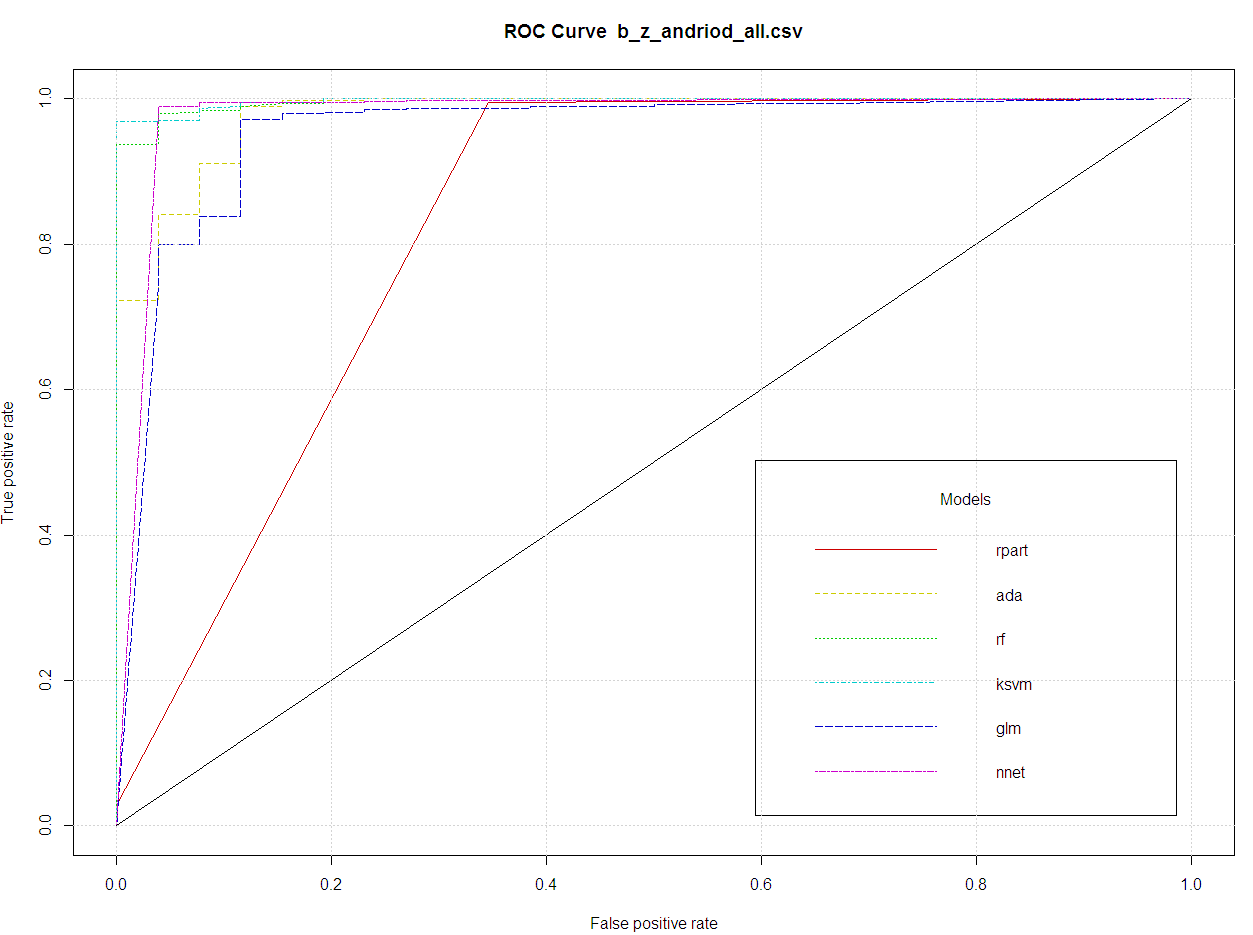 ROC Curve b_z_andriod_all.csv
True positive rate
1.0
0.8
0.6
0.4
0.2
0.0
Models
rpart
ada
rf
ksvm
glm
nnet
0.0 0.2 0.4 0.6 0.8 1.0
False positive rate